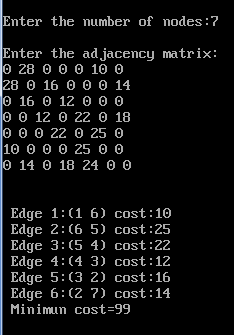 Enter the number of nodes:7
Enter the adjacency matrix:
0 28 0 0 0 10 0
28 0 16 0 0 0 14
0 16 0 12 0 0 0
0 0 12 0 22 0 18
0 0 0 22 0 25 0
10 0 0 0 25 0 0
0 14 0 18 24 0 0
Edge 1:(1 6) cost:10
Edge 2:(6 5) cost:25
Edge 3:(5 4) cost:22
Edge 4:(4 3) cost:12
Edge 5:(3 2) cost:16
Edge 6:(2 7) cost:14
Minimun cost=99